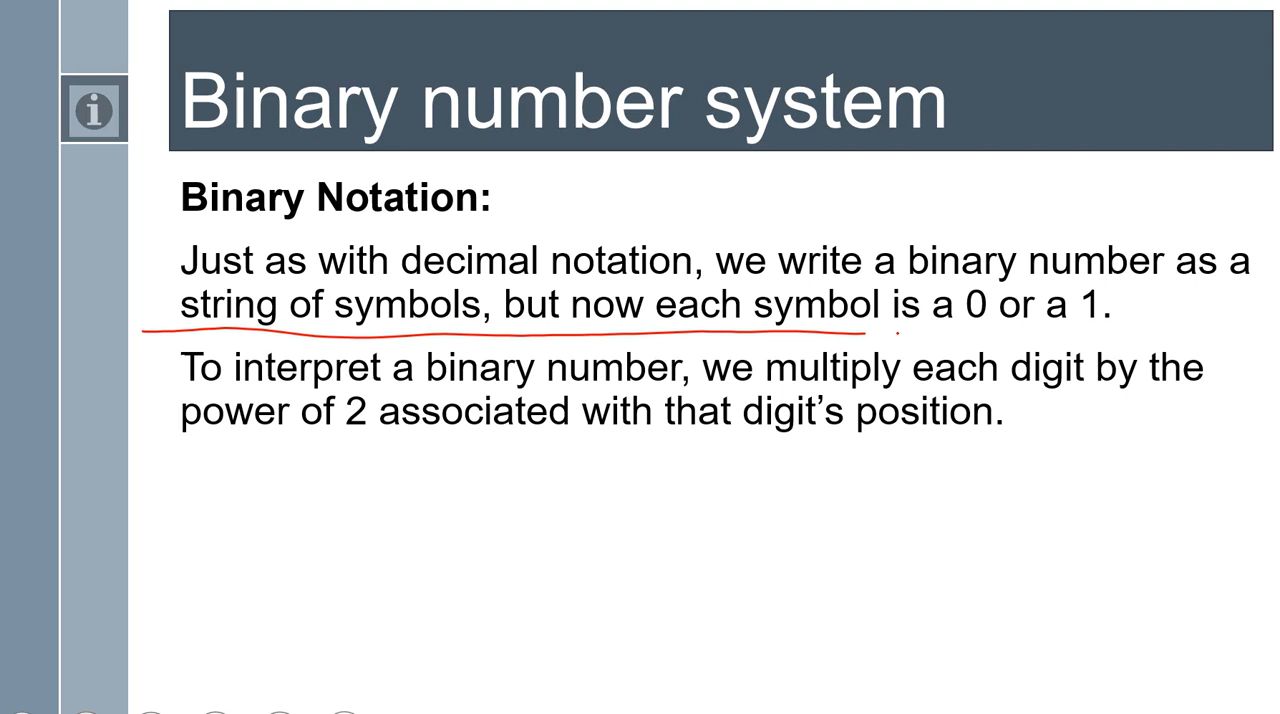 Binary number system
Binary Notation:
Just as with decimal notation, we write a binary number as a
string of symbols, but now each symbol is a 0 or a 1.
To interpret a binary number, we multiply each digit by the
power of 2 associated with that digit’s position.